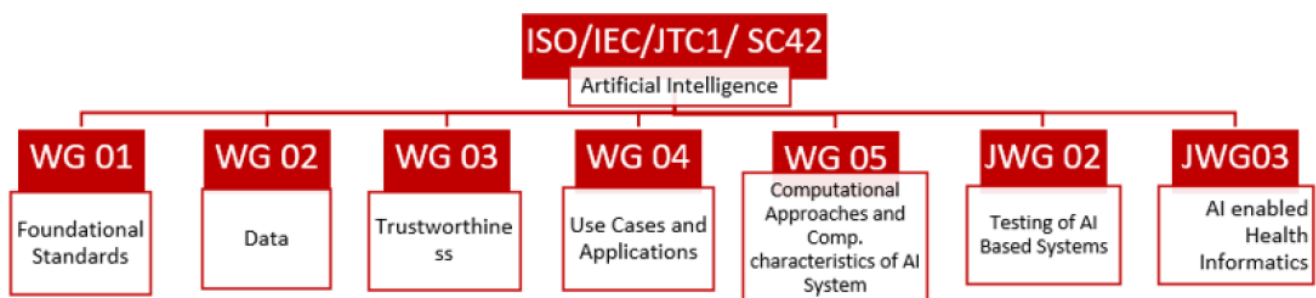 ISO/IEC/JTC1/ SC42
Artificial Intelligence
WG 01
Foundational
Standards
WG 02
Data
WG 03
Trustworthine
ss
WG 04
Use Cases and
Applications
WG 05
Computational
Approaches and
Comp.
characteristics of AI
System
JWG 02
Testing of AI
Based Systems
JWG03
AI enabled
Health
Informatics